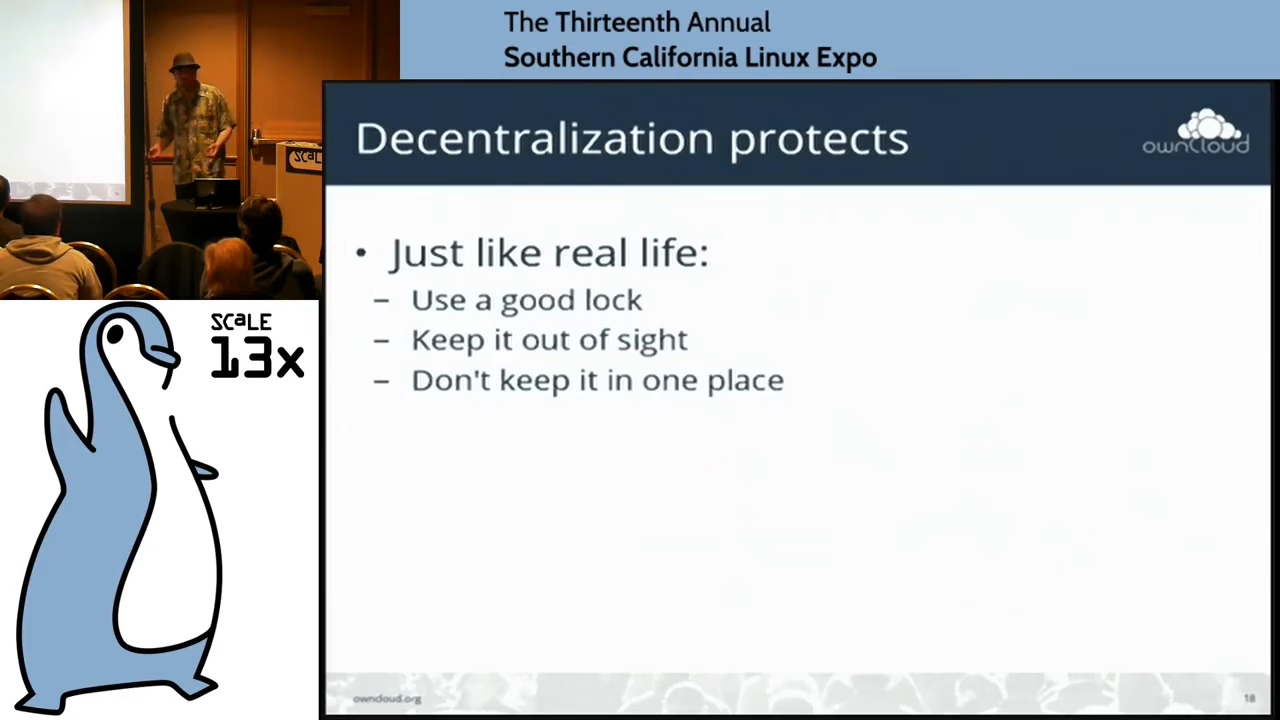 The Thirteenth Annual
Southern California Linux Expo
Decentralization protects
ownCloud
• Just like real life:
– Use a good lock
– Keep it out of sight
– Don't keep it in one place
SCALE
13x
SCALE
owncloud.org
18